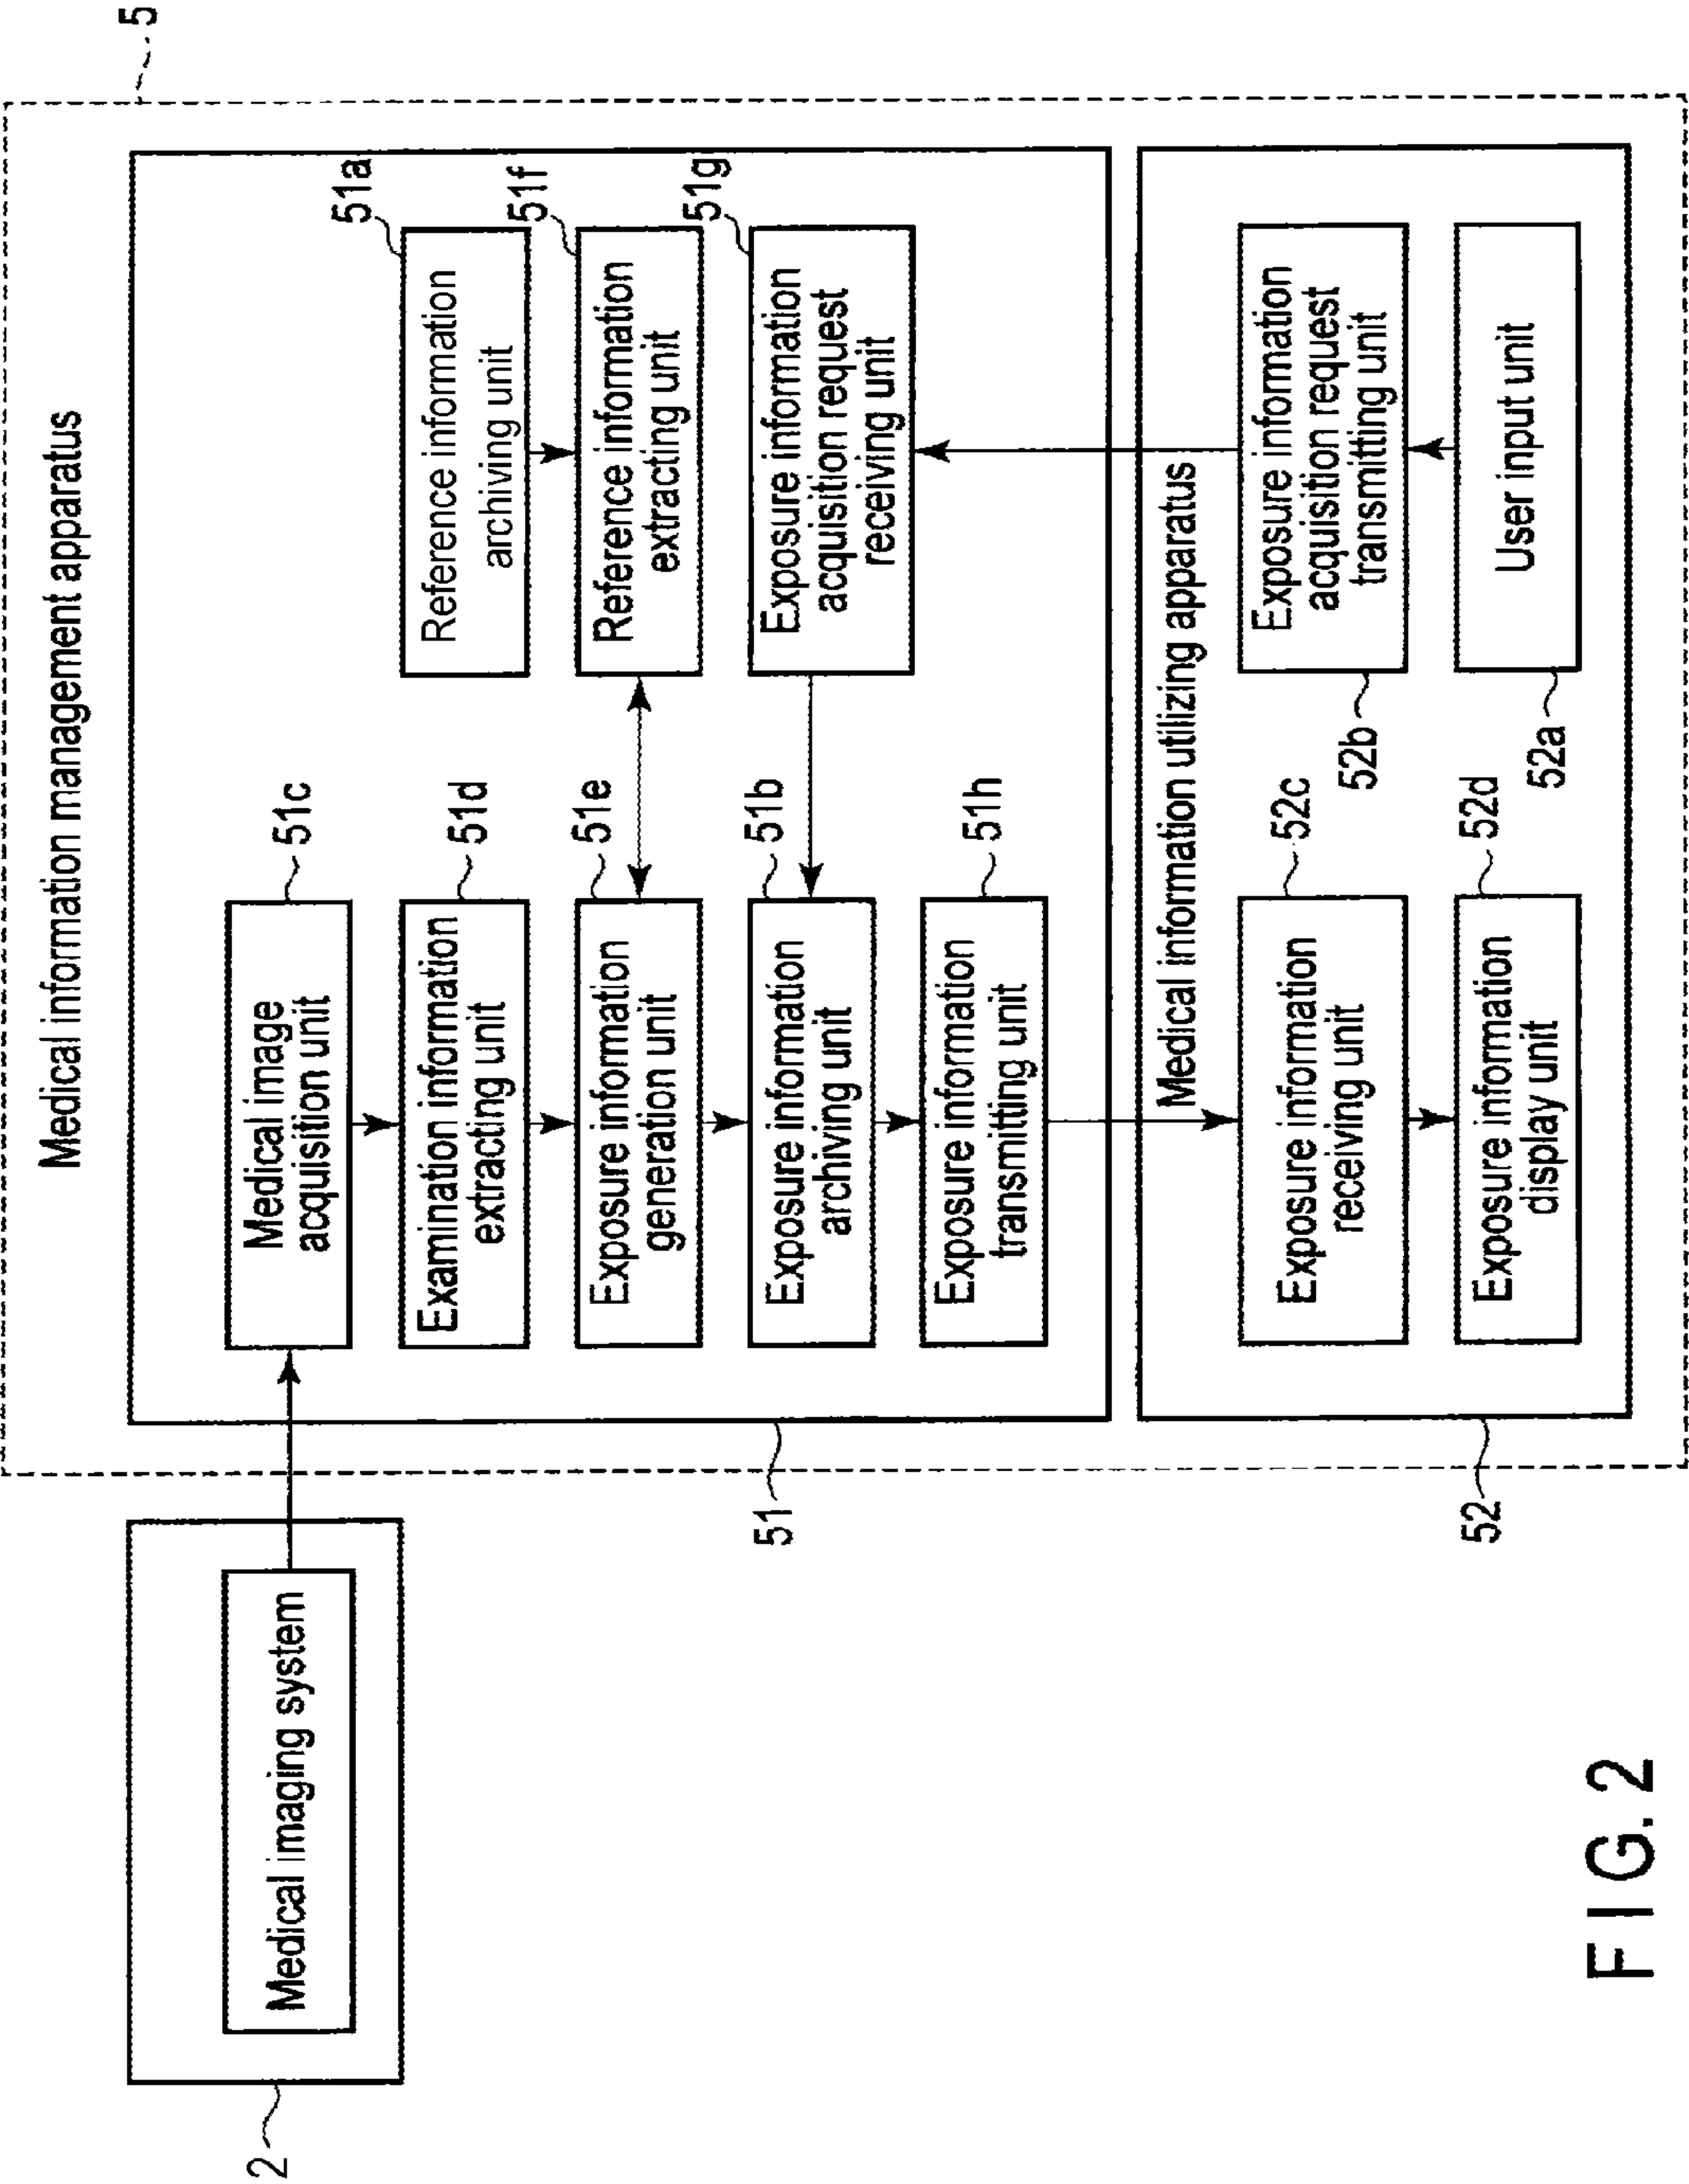 Medical information management apparatus
5
2
Medical imaging system
51
51c
Medical image
acquisition unit
51d
Examination information
extracting unit
51a
Reference information
archiving unit
51e
Exposure information
generation unit
51f
Reference information
extracting unit
51b
Exposure information
archiving unit
51g
Exposure information
acquisition request
receiving unit
51h
Exposure information
transmitting unit
Medical information utilizing apparatus
52
52c
Exposure information
receiving unit
52b
Exposure information
acquisition request
transmitting unit
52d
Exposure information
display unit
52a
User input unit
FIG. 2